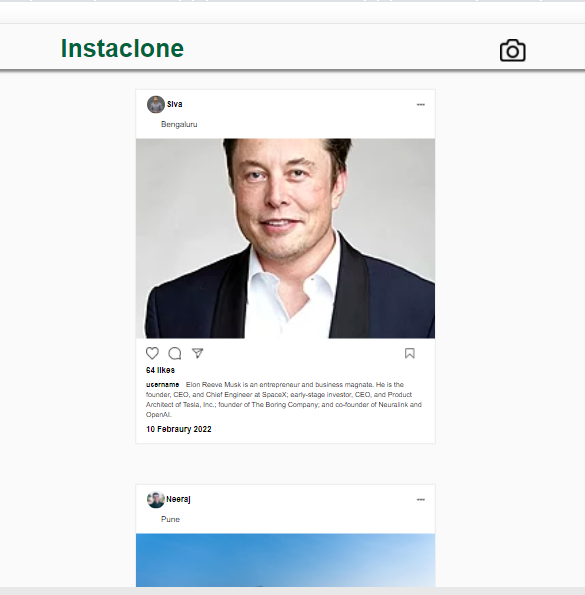 Instaclone
Siva
Bengaluru
64 likes
username Elon Reeve Musk is an entrepreneur and business magnate. He is the
founder, CEO, and Chief Engineer at SpaceX; early-stage investor, CEO, and Product
Architect of Tesla, Inc.; founder of The Boring Company; and co-founder of Neuralink and
OpenAI.
10 Febraury 2022
Neeraj
Pune